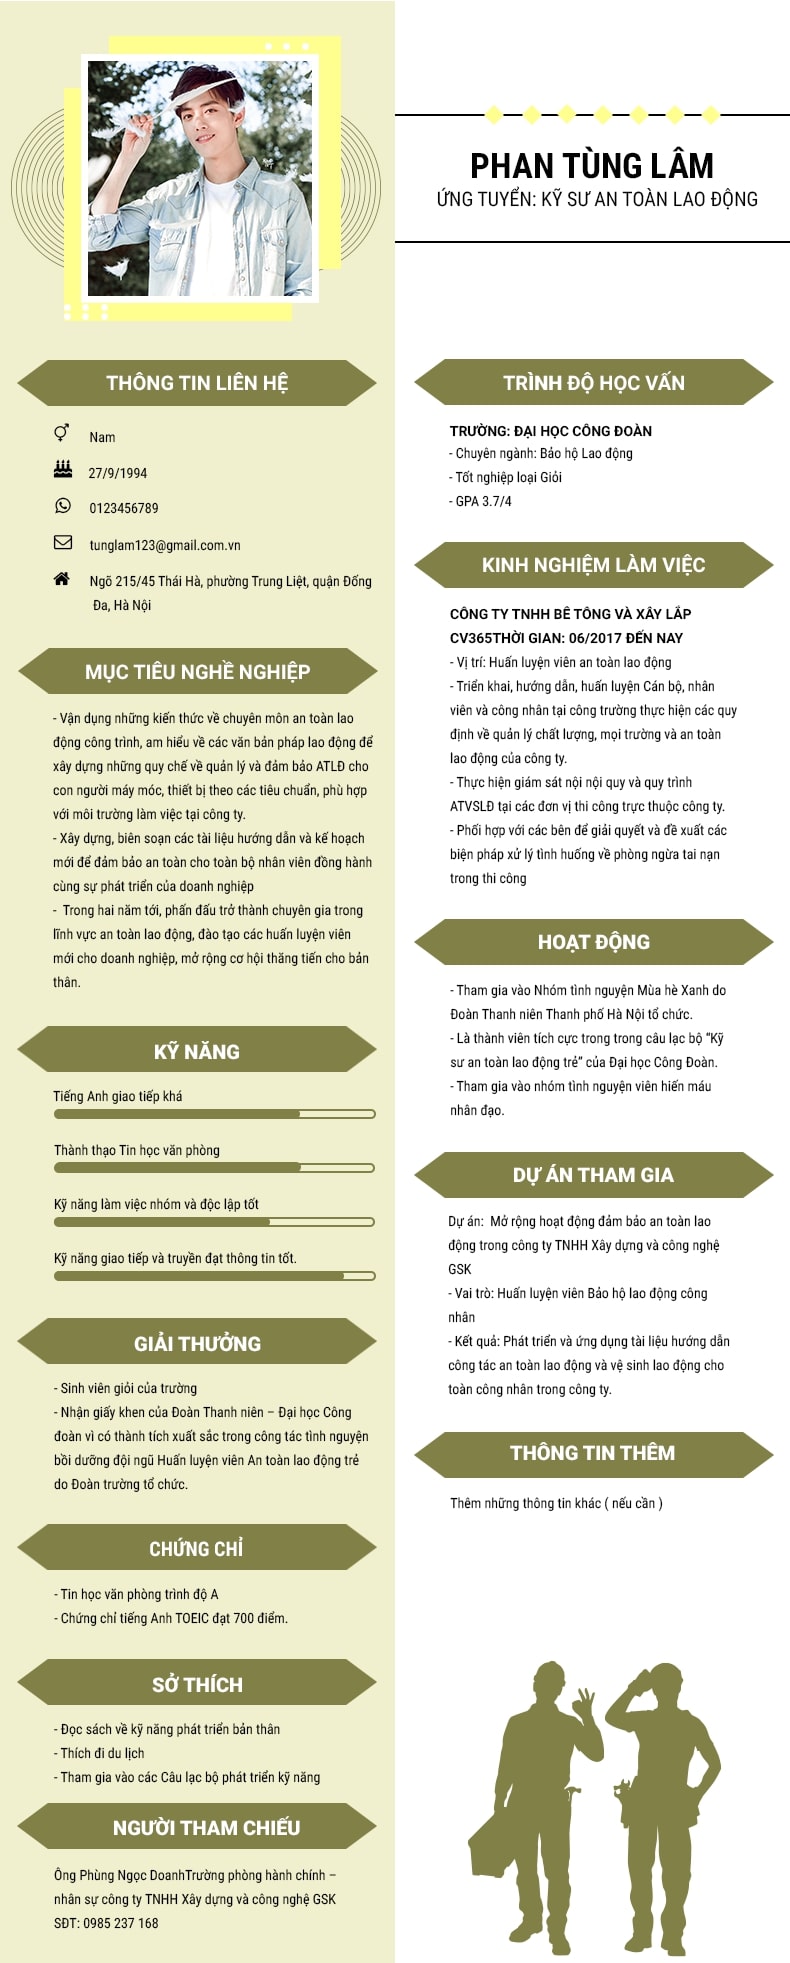 PHAN TÙNG LÂM
ỨNG TUYỂN: KỸ SƯ AN TOÀN LAO ĐỘNG
THÔNG TIN LIÊN HỆ
Nam
27/9/1994
0123456789
tunglam123@gmail.com.vn
Ngõ 215/45 Thái Hà, phường Trung Liệt, quận Đống
Đa, Hà Nội
MỤC TIÊU NGHỀ NGHIỆP
- Vận dụng những kiến thức về chuyên môn an toàn lao
động công trình, am hiểu về các văn bản pháp lao động để
xây dựng những quy chế về quản lý và đảm bảo ATLĐ cho
con người máy móc, thiết bị theo các tiêu chuẩn, phù hợp
với môi trường làm việc tại công ty.
- Xây dựng, biên soạn các tài liệu hướng dẫn và kế hoạch
mới để đảm bảo an toàn cho toàn bộ nhân viên đồng hành
cùng sự phát triển của doanh nghiệp
- Trong hai năm tới, phấn đấu trở thành chuyên gia trong
lĩnh vực an toàn lao động, đào tạo các huấn luyện viên
mới cho doanh nghiệp, mở rộng cơ hội thăng tiến cho bản
thân.
KỸ NĂNG
Tiếng Anh giao tiếp khá
Thành thạo Tin học văn phòng
Kỹ năng làm việc nhóm và độc lập tốt
Kỹ năng giao tiếp và truyền đạt thông tin tốt.
GIẢI THƯỞNG
- Sinh viên giỏi của trường
- Nhận giấy khen của Đoàn Thanh niên – Đại học Công
đoàn vì có thành tích xuất sắc trong công tác tình nguyện
bồi dưỡng đội ngũ Huấn luyện viên An toàn lao động trẻ
do Đoàn trường tổ chức.
CHỨNG CHỈ
- Tin học văn phòng trình độ A
- Chứng chỉ tiếng Anh TOEIC đạt 700 điểm.
SỞ THÍCH
- Đọc sách về kỹ năng phát triển bản thân
- Thích đi du lịch
- Tham gia vào các Câu lạc bộ phát triển kỹ năng
NGƯỜI THAM CHIẾU
Ông Phùng Ngọc DoanhTrường phòng hành chính –
nhân sự công ty TNHH Xây dựng và công nghệ GSK
SĐT: 0985 237 168
TRÌNH ĐỘ HỌC VẤN
TRƯỜNG: ĐẠI HỌC CÔNG ĐOÀN
- Chuyên ngành: Bảo hộ Lao động
- Tốt nghiệp loại Giỏi
- GPA 3.7/4
KINH NGHIỆM LÀM VIỆC
CÔNG TY TNHH BÊ TÔNG VÀ XÂY LẮP
CV365THỜI GIAN: 06/2017 ĐẾN NAY
- Vị trí: Huấn luyện viên an toàn lao động
- Triển khai, hướng dẫn, huấn luyện Cán bộ, nhân
viên và công nhân tại công trường thực hiện các quy
định về quản lý chất lượng, mọi trường và an toàn
lao động của công ty.
- Thực hiện giám sát nội nội quy và quy trình
ATVSLĐ tại các đơn vị thi công trực thuộc công ty.
- Phối hợp với các bên để giải quyết và đề xuất các
biện pháp xử lý tình huống về phòng ngừa tai nạn
trong thi công
HOẠT ĐỘNG
- Tham gia vào Nhóm tình nguyện Mùa hè Xanh do
Đoàn Thanh niên Thanh phố Hà Nội tổ chức.
- Là thành viên tích cực trong trong câu lạc bộ “Kỹ
sư an toàn lao động trẻ” của Đại học Công Đoàn.
- Tham gia vào nhóm tình nguyện viên hiến máu
nhân đạo.
DỰ ÁN THAM GIA
Dự án: Mở rộng hoạt động đảm bảo an toàn lao
động trong công ty TNHH Xây dựng và công nghệ
GSK
- Vai trò: Huấn luyện viên Bảo hộ lao động công
nhân
- Kết quả: Phát triển và ứng dụng tài liệu hướng dẫn
công tác an toàn lao động và vệ sinh lao động cho
toàn công nhân trong công ty.
THÔNG TIN THÊM
Thêm những thông tin khác ( nếu cần )